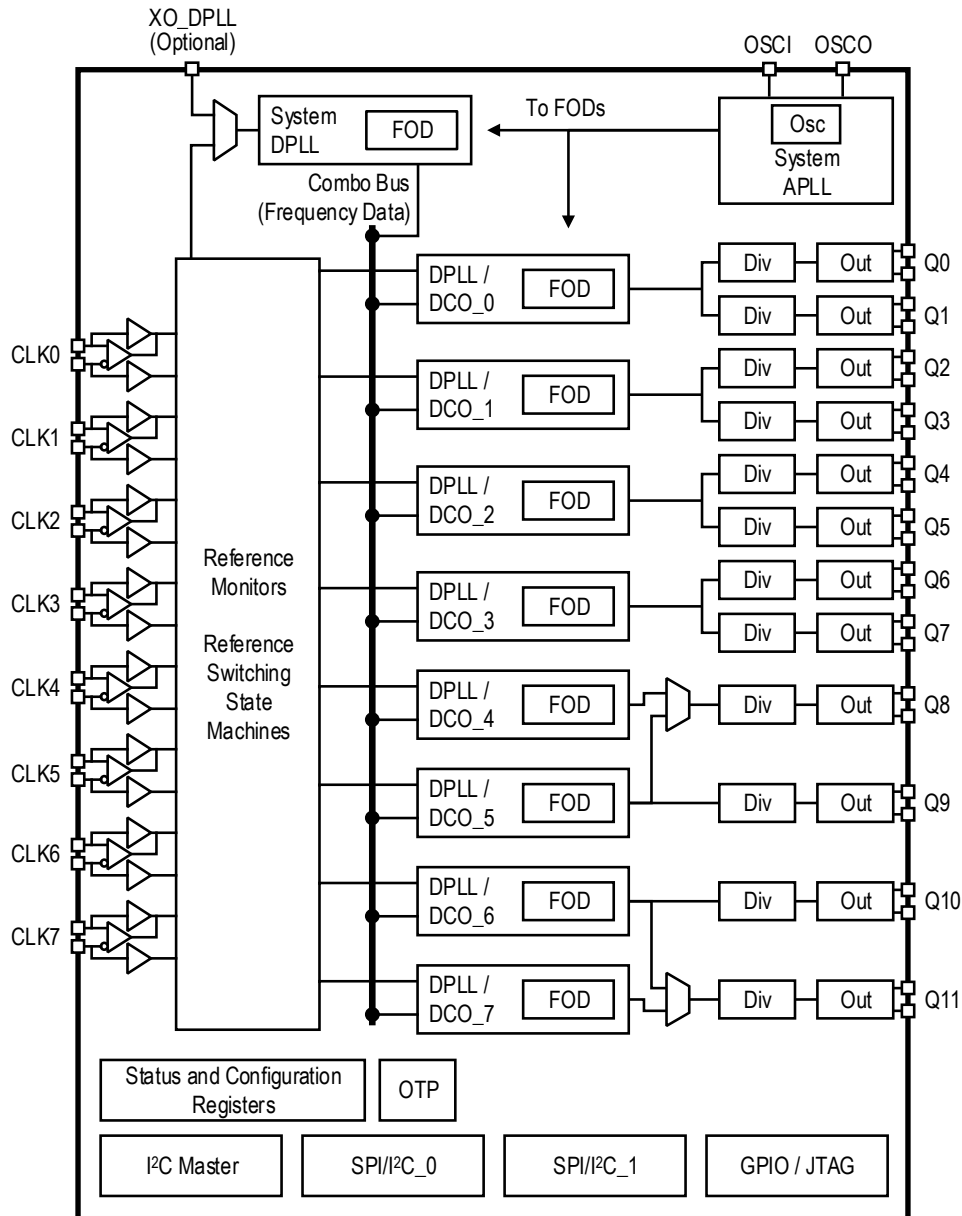 XO_DPLL
(Optional)
OSCI
OSCO
System
DPLL
FOD
To FODs
Osc
System
APLL
Combo Bus
(Frequency Data)
DPLL /
DCO_0
FOD
Div
Out
Q0
Div
Out
Q1
CLK0
DPLL /
DCO_1
FOD
Div
Out
Q2
Div
Out
Q3
CLK1
DPLL /
DCO_2
FOD
Div
Out
Q4
Div
Out
Q5
CLK2
Reference
Monitors
Reference
Switching
State
Machines
DPLL /
DCO_3
FOD
Div
Out
Q6
Div
Out
Q7
CLK3
CLK4
DPLL /
DCO_4
FOD
Div
Out
Q8
CLK5
DPLL /
DCO_5
FOD
Div
Out
Q9
CLK6
DPLL /
DCO_6
FOD
Div
Out
Q10
CLK7
DPLL /
DCO_7
FOD
Div
Out
Q11
Status and Configuration
Registers
OTP
I²C Master
SPI/I²C_0
SPI/I²C_1
GPIO / JTAG